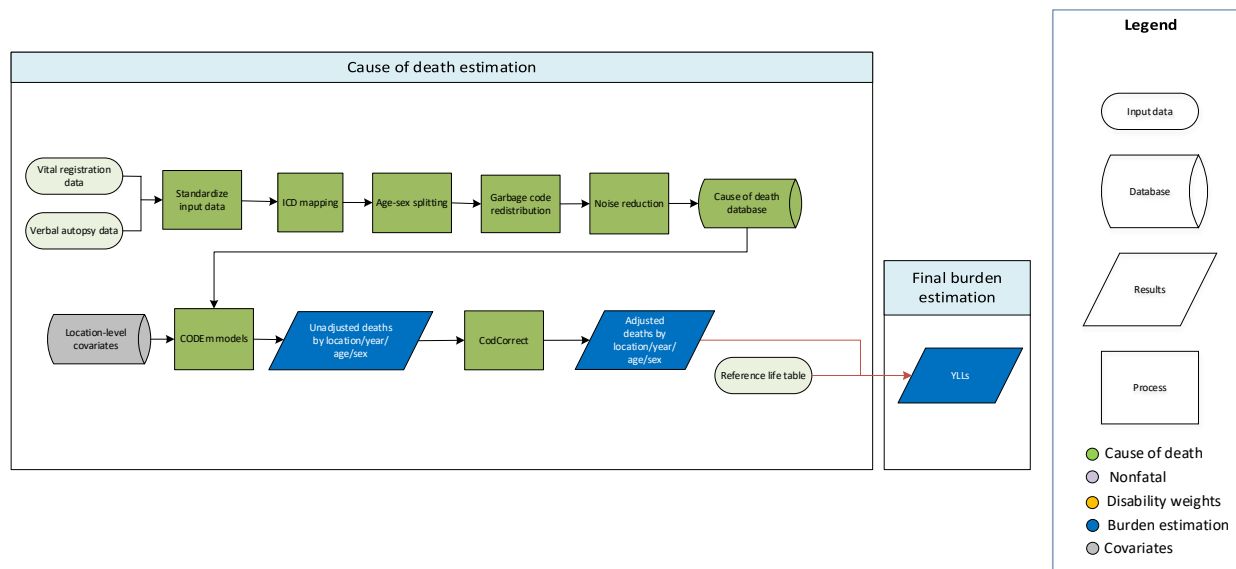 Cause of death estimation
Vital registration
data
Verbal autopsy data
Standardize
input data
ICD mapping
Age-sex splitting
Garbage code
redistribution
Noise reduction
Cause of death
database
Location-level
covariates
CODEm models
Unadjusted deaths
by location/year/
age/sex
CodCorrect
Adjusted
deaths by
location/year/
age/sex
Reference life table
Final burden
estimation
YLLs
Legend
Input data
Database
Results
Process
Cause of death
Nonfatal
Disability weights
Burden estimation
Covariates